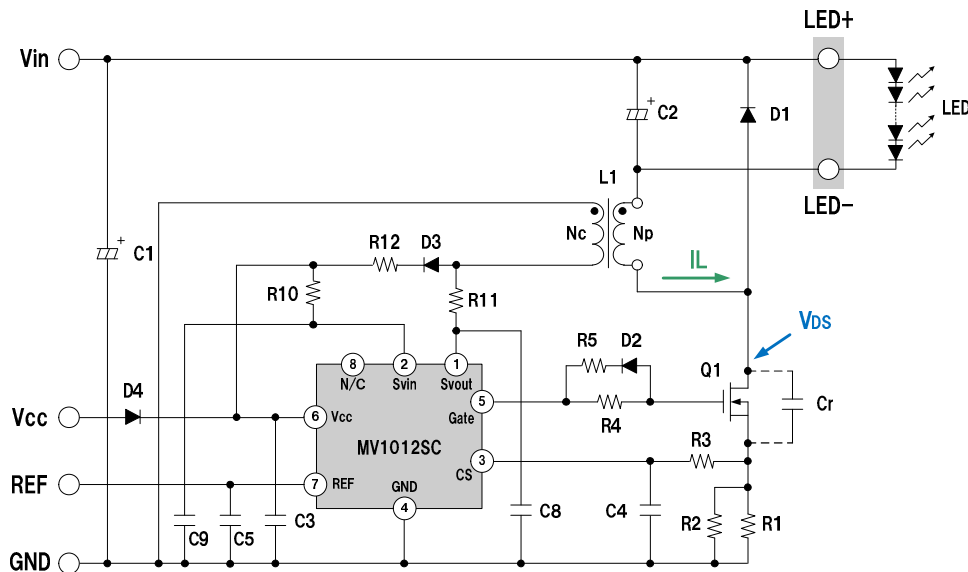 LED+
Vin
C2
D1
LED
L1
LED-
Nc
Np
C1
R12
D3
IL
R10
R11
VDS
R5
D2
Q1
8
2
1
N/C
Svin
Svout
D4
5
Cr
Vcc
6
Vcc
Gate
R4
MV1012SC
R3
3
REF
7
REF
GND
CS
4
C9
C5
C3
C8
C4
R2
R1
GND